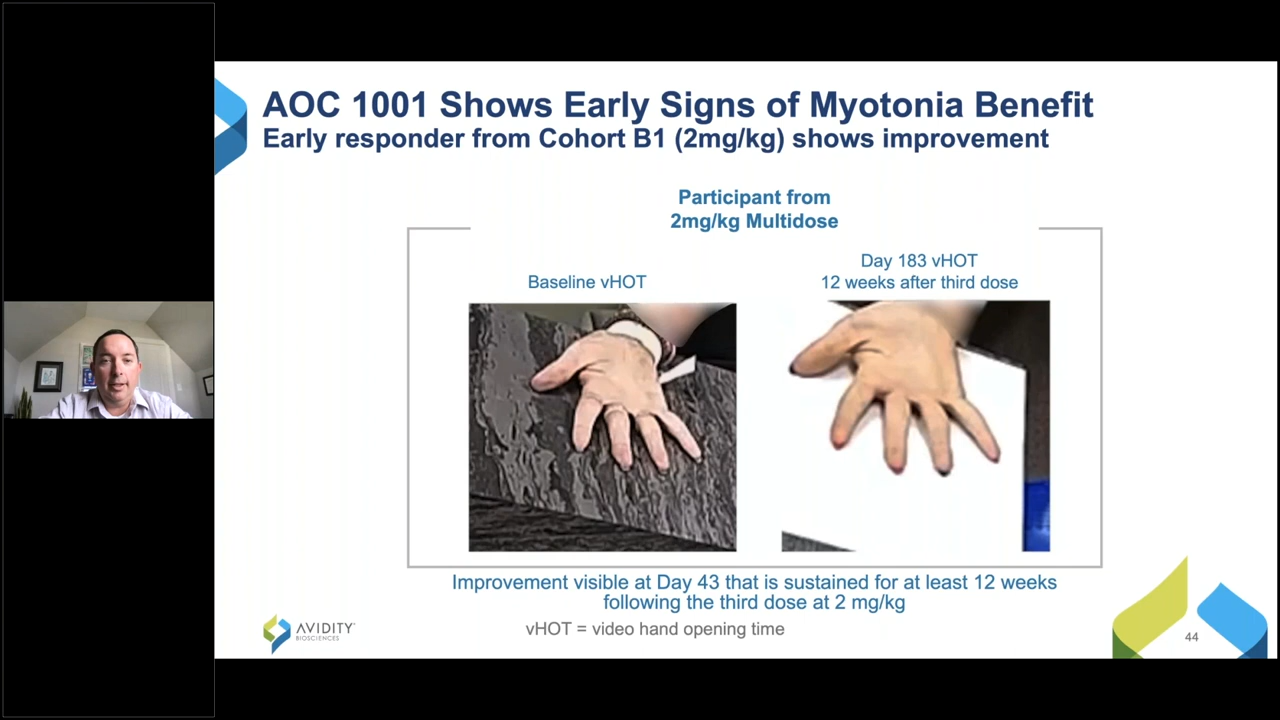 AOC 1001 Shows Early Signs of Myotonia Benefit
Early responder from Cohort B1 (2mg/kg) shows improvement
Participant from
2mg/kg Multidose
Baseline vHOT
Day 183 vHOT
12 weeks after third dose
Improvement visible at Day 43 that is sustained for at least 12 weeks
following the third dose at 2 mg/kg
vHOT = video hand opening time
AVIDITY
BIOSCIENCES
44